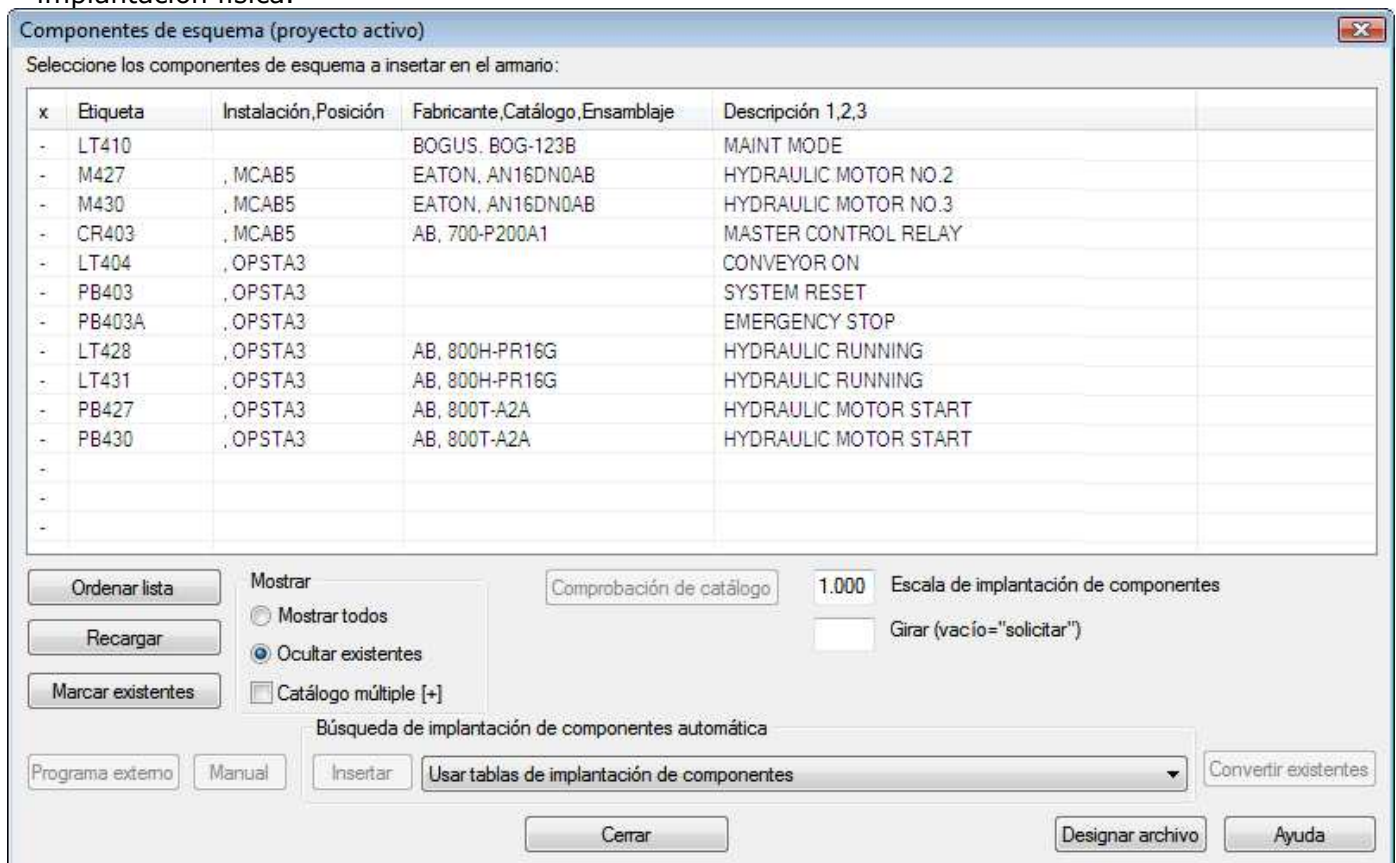 implantación física.
Componentes de esquema (proyecto activo)
Seleccione los componentes de esquema a insertar en el armario:
x Etiqueta Instalación,Posición Fabricante,Catálogo,Ensamblaje Descripción 1,2,3
- LT410 BOGUS. BOG-123B MAINT MODE
- M427 , MCAB5 EATON, AN16DN0AB HYDRAULIC MOTOR NO.2
- M430 , MCAB5 EATON, AN16DN0AB HYDRAULIC MOTOR NO.3
- CR403 , MCAB5 AB, 700-P200A1 MASTER CONTROL RELAY
- LT404 , OPSTA3 CONVEYOR ON
- PB403 , OPSTA3 SYSTEM RESET
- PB403A , OPSTA3 EMERGENCY STOP
- LT428 , OPSTA3 AB, 800H-PR16G HYDRAULIC RUNNING
- LT431 , OPSTA3 AB, 800H-PR16G HYDRAULIC RUNNING
- PB427 , OPSTA3 AB, 800T-A2A HYDRAULIC MOTOR START
- PB430 , OPSTA3 AB, 800T-A2A HYDRAULIC MOTOR START
-
-
-
Ordenar lista Mostrar Comprobación de catálogo 1.000 Escala de implantación de componentes
Mostrar todos
Recargar Girar (vacío="solicitar")
Ocultar existentes
Marcar existentes Catálogo múltiple [+]
Búsqueda de implantación de componentes automática
Programa externo Manual Insertar Usar tablas de implantación de componentes Convertir existentes
Cerrar Designar archivo Ayuda